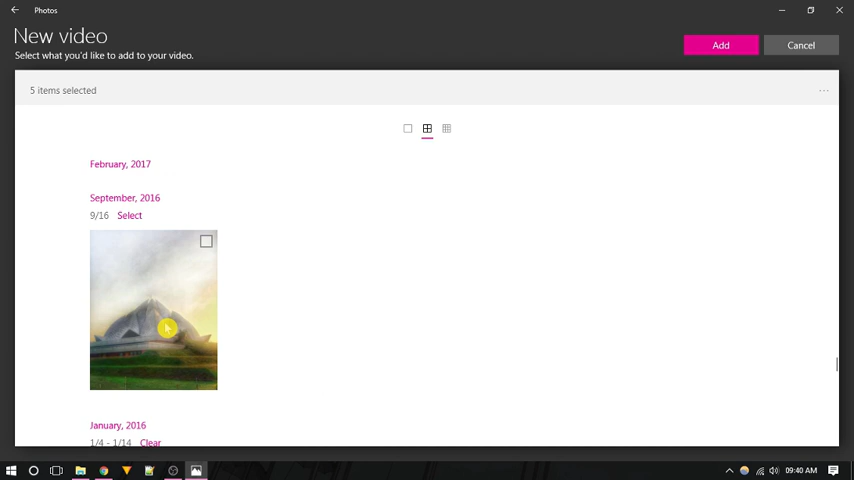 Photos
New video
Select what you'd like to add to your video.
Add
Cancel
5 items selected
February, 2017
September, 2016
9/16 Select
January, 2016
1/4 - 1/14 Clear
09:40 AM